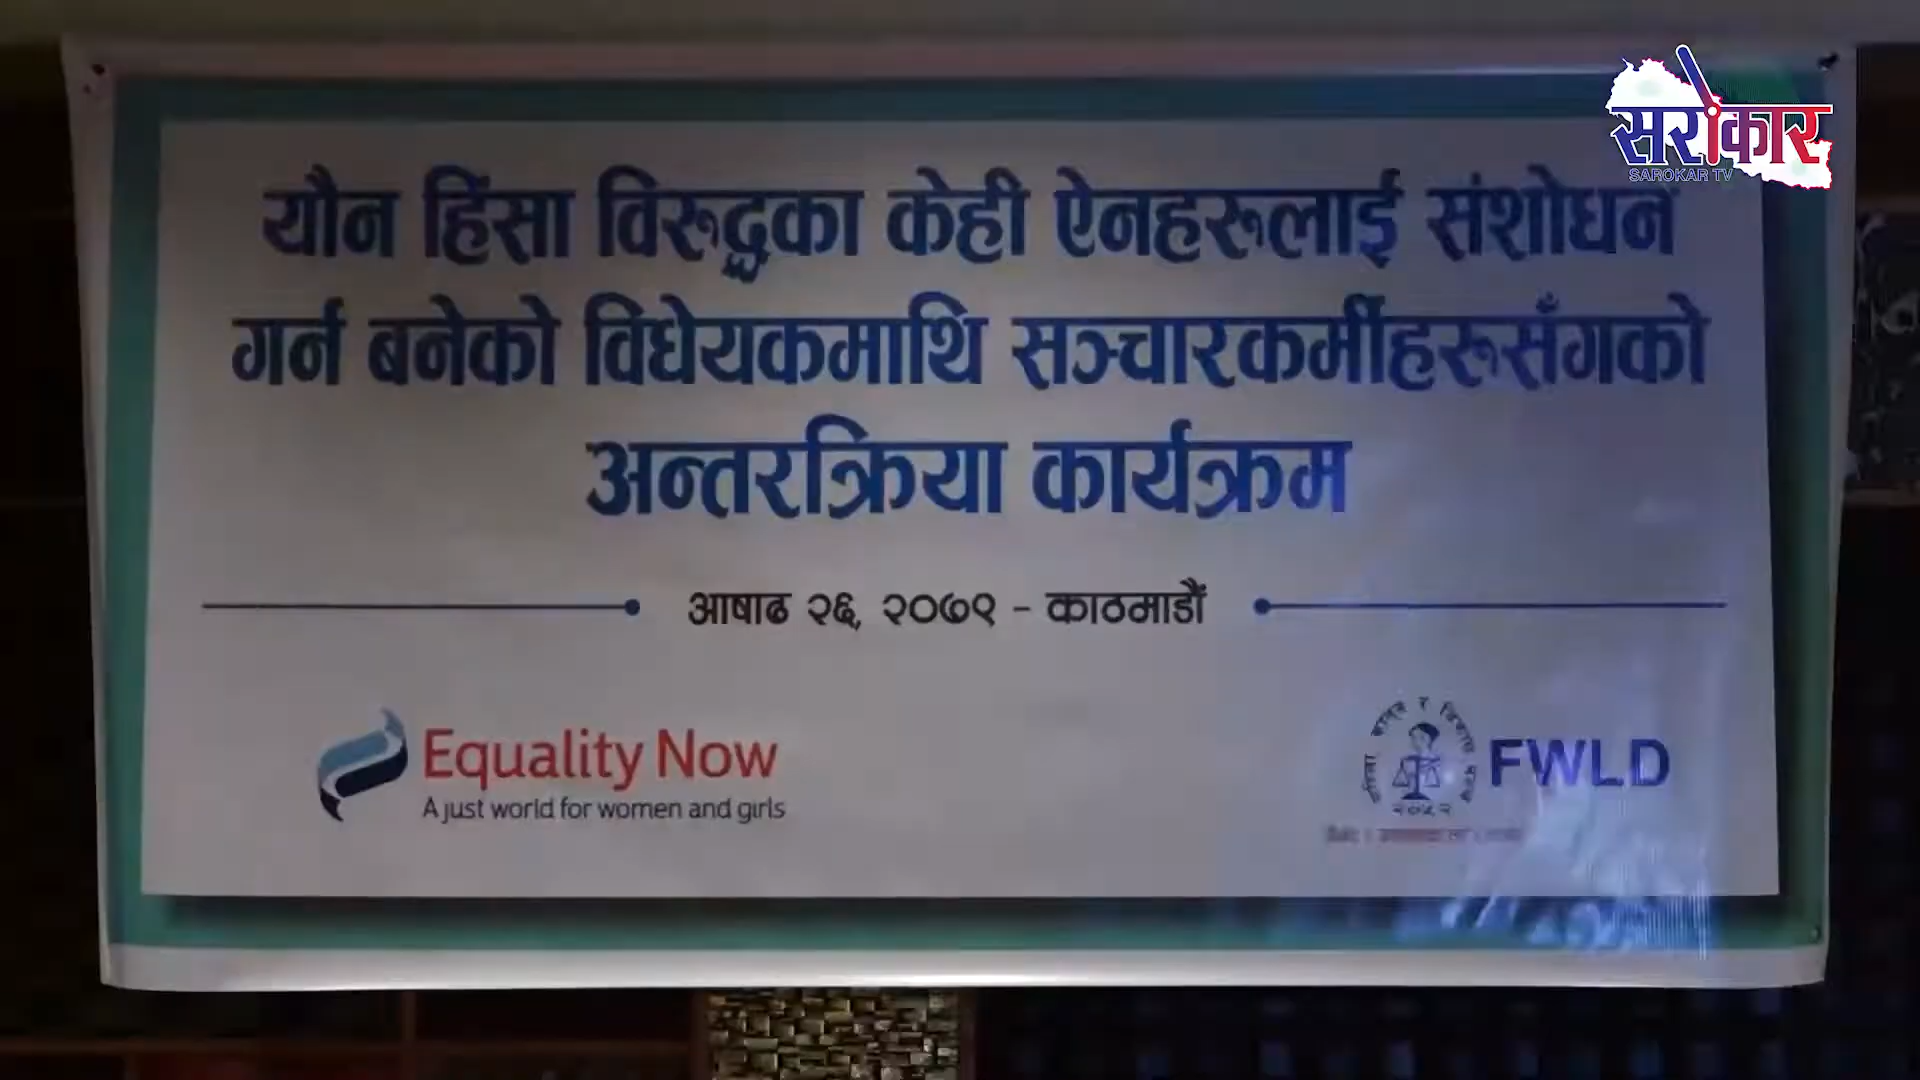 सरोकार
SAROKAR TV
यौन हिंसा विरुद्धका केही ऐनहरूलाई संशोधन
गर्न बनेको विधेयकमाथि सञ्चारकर्मीहरूसँगको
अन्तरक्रिया कार्यक्रम
आषाढ २६, २०७९ - काठमाडौं
Equality Now
A just world for women and girls
FWLD
२०५२